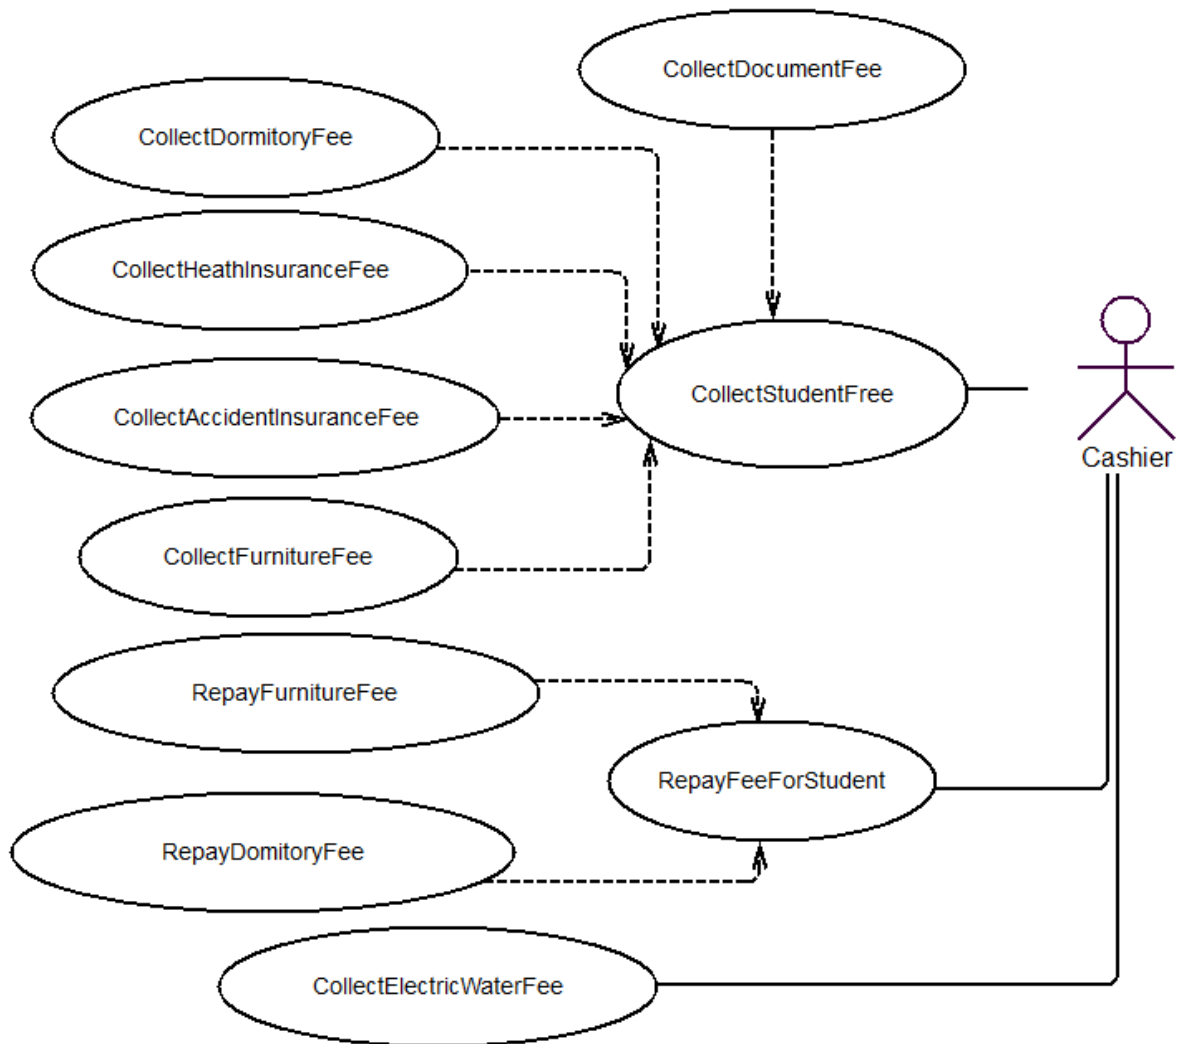 CollectDocumentFee
CollectDormitoryFee
CollectHeathInsuranceFee
CollectStudentFree
CollectAccidentInsuranceFee
Cashier
CollectFurnitureFee
RepayFurnitureFee
RepayFeeForStudent
RepayDomitoryFee
CollectElectricWaterFee